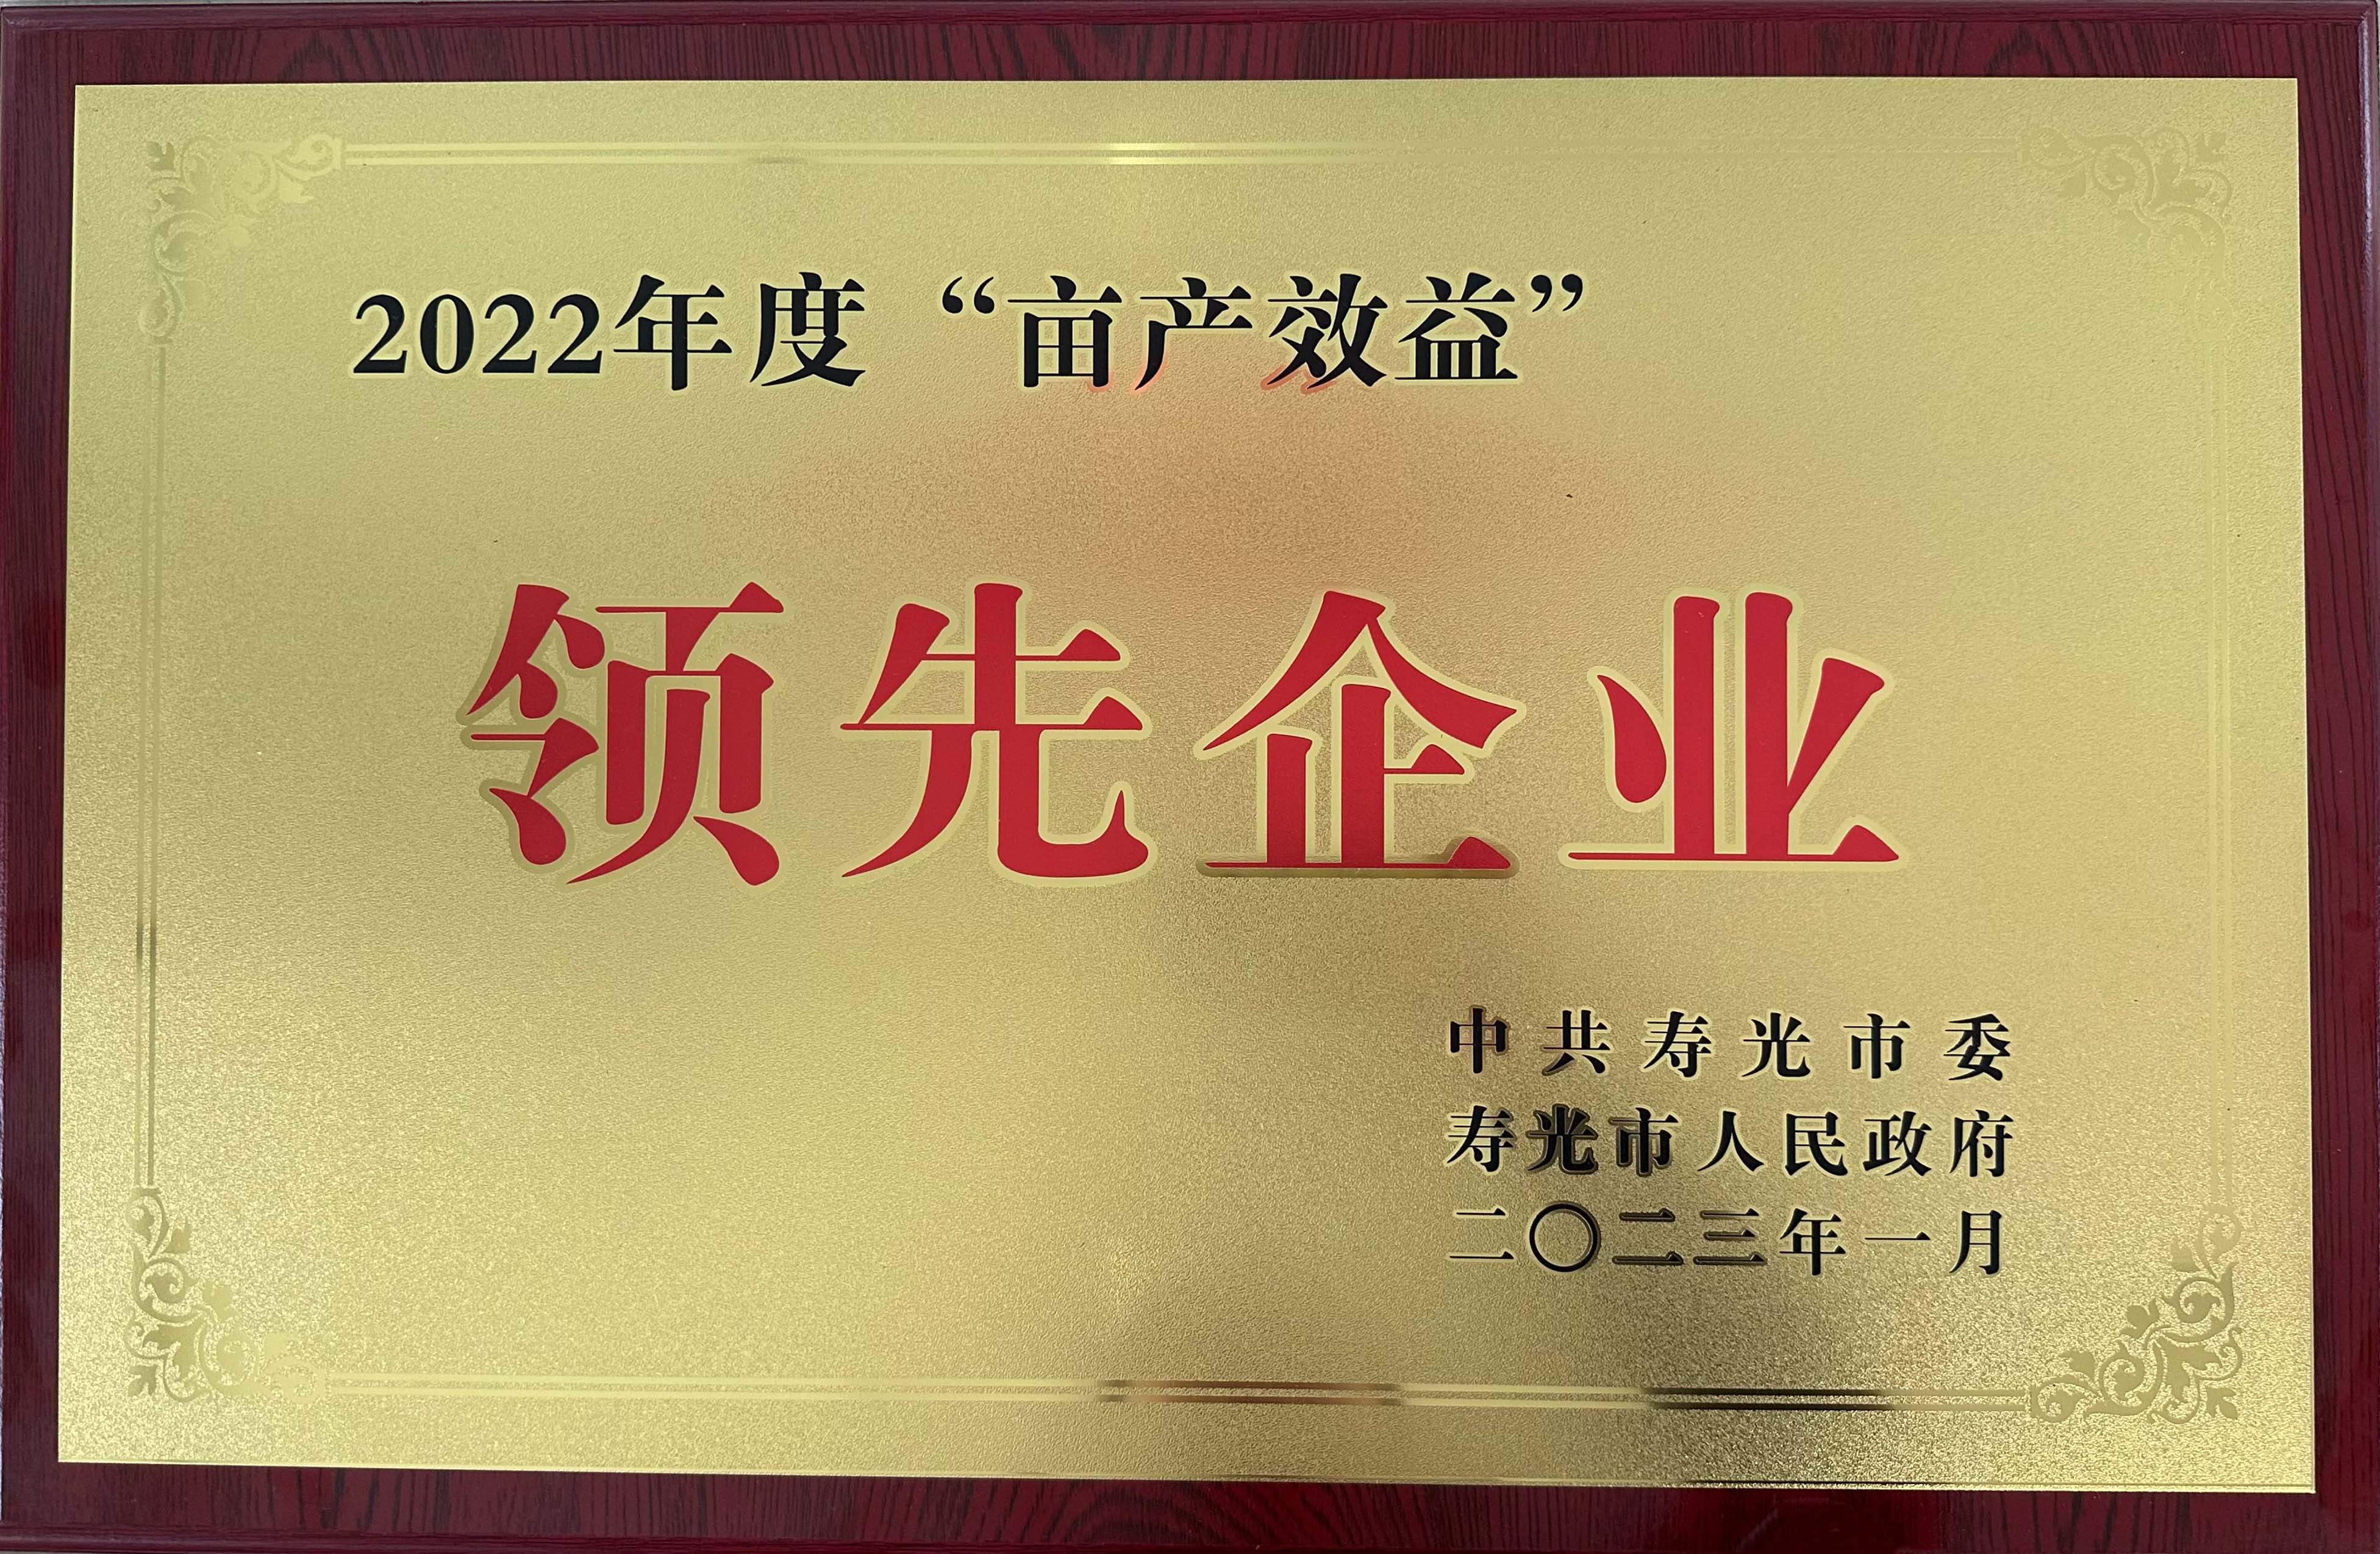 2022年度“亩产效益”
领先企业
中共寿光市委
寿光市人民政府
二〇二三年一月